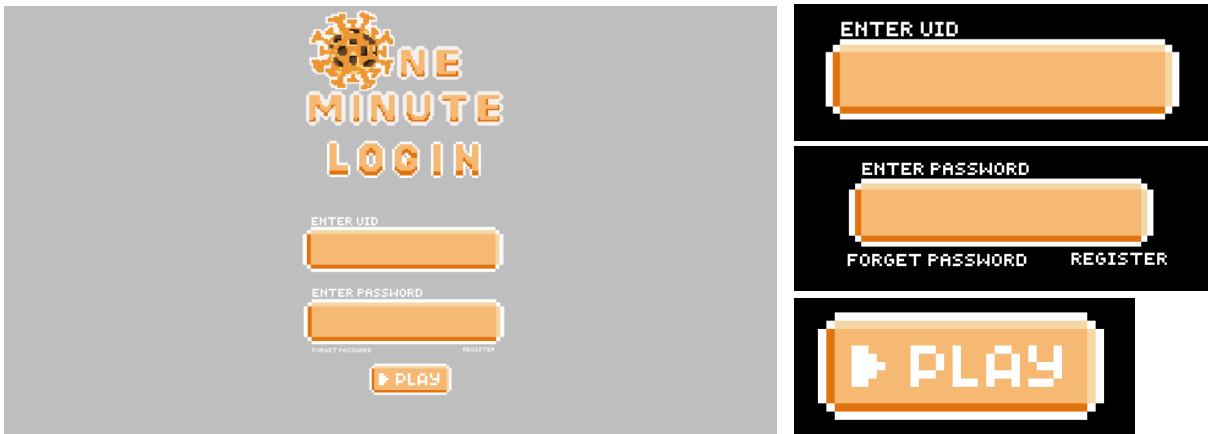 ONE
MINUTE
LOGIN
ENTER UID
ENTER PASSWORD
FORGET PASSWORD REGISTER
PLAY
ENTER UID
ENTER PASSWORD
FORGET PASSWORD REGISTER
PLAY